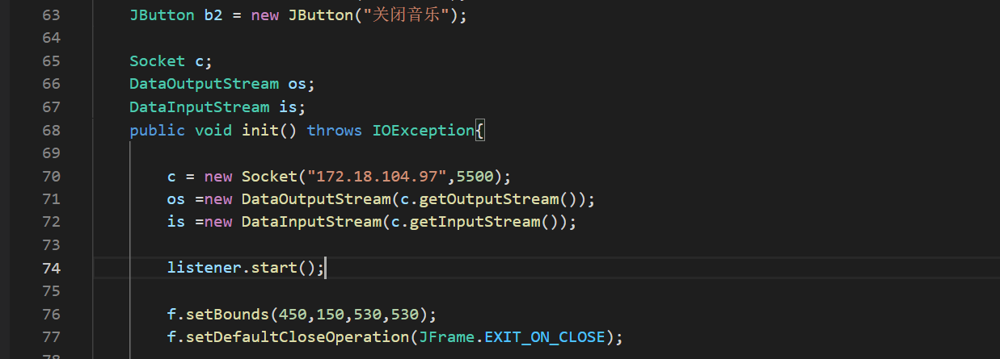 63 JButton b2 = new JButton("关闭音乐");
64
65 Socket c;
66 DataOutputStream os;
67 DataInputStream is;
68 public void init() throws IOException{
69
70 c = new Socket("172.18.104.97",5500);
71 os =new DataOutputStream(c.getOutputStream());
72 is =new DataInputStream(c.getInputStream());
73
74 listener.start();
75
76 f.setBounds(450,150,530,530);
77 f.setDefaultCloseOperation(JFrame.EXIT_ON_CLOSE);